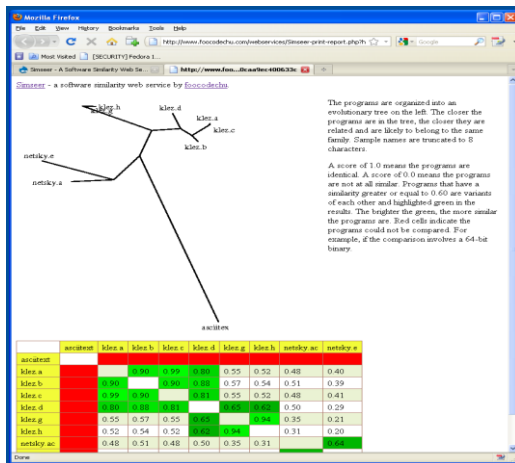 Mozilla Firefox
File Edit View History Bookmarks Tools Help
http://www.foocodechu.com/webservices/Simseer-print-report.php?h
Google
Most Visited [SECURITY] Fedora 1...
Simseer - A Software Similarity Web Se... http://www.foo...0caa9ec400633c
Simseer - a software similarity web service by foocodechu.
klez.h
klez.g
klez.d
klez.a
klez.c
klez.b
netsky.e
netsky.a
asciitex
The programs are organized into an
evolutionary tree on the left. The closer the
programs are in the tree, the closer they are
related and are likely to belong to the same
family. Sample names are truncated to 8
characters.
A score of 1.0 means the programs are
identical. A score of 0.0 means the programs
are not at all similar. Programs that have a
similarity greater or equal to 0.60 are variants
of each other and highlighted green in the
results. The brighter the green, the more similar
the programs are. Red cells indicate the
programs could not be compared. For
example, if the comparison involves a 64-bit
binary.
asciitext klez.a klez.b klez.c klez.d klez.g klez.h netsky.ac netsky.e
asciitext
klez.a 0.90 0.99 0.80 0.55 0.52 0.48 0.40
klez.b 0.90 0.90 0.88 0.57 0.54 0.51 0.39
klez.c 0.99 0.90 0.81 0.55 0.52 0.48 0.41
klez.d 0.80 0.88 0.81 0.65 0.62 0.50 0.29
klez.g 0.55 0.57 0.55 0.65 0.94 0.35 0.21
klez.h 0.52 0.54 0.52 0.62 0.94 0.31 0.20
netsky.ac 0.48 0.51 0.48 0.50 0.35 0.31 0.64
Done